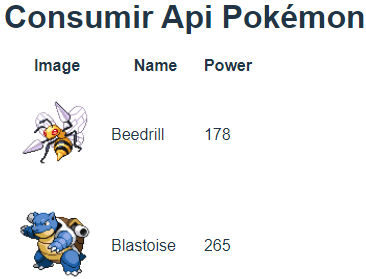 Consumir Api Pokémon
Image Name Power
Beedrill 178
Blastoise 265